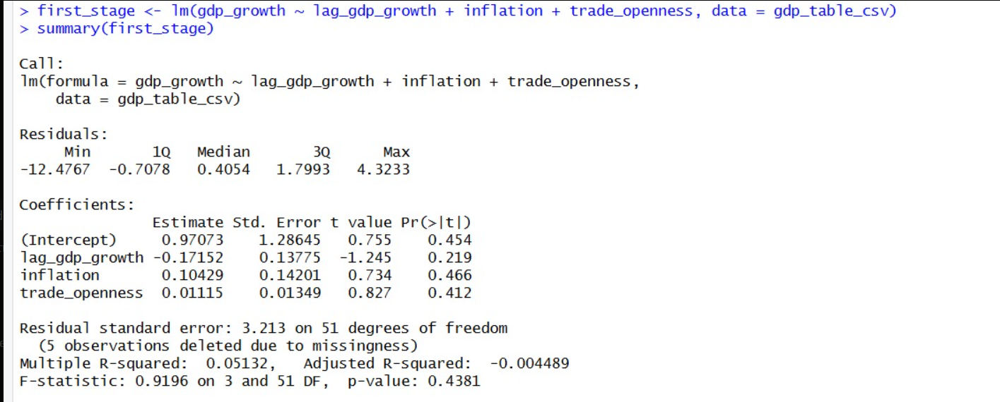 > first_stage <- lm(gdp_growth ~ lag_gdp_growth + inflation + trade_openness, data = gdp_table_csv)
> summary(first_stage)
Call:
lm(formula = gdp_growth ~ lag_gdp_growth + inflation + trade_openness,
    data = gdp_table_csv)
Residuals:
     Min       1Q   Median       3Q      Max
-12.4767  -0.7078   0.4054   1.7993   4.3233
Coefficients:
               Estimate Std. Error t value Pr(>|t|)
(Intercept)     0.97073    1.28645   0.755    0.454
lag_gdp_growth -0.17152    0.13775  -1.245    0.219
inflation       0.10429    0.14201   0.734    0.466
trade_openness  0.01115    0.01349   0.827    0.412
Residual standard error: 3.213 on 51 degrees of freedom
  (5 observations deleted due to missingness)
Multiple R-squared:  0.05132,   Adjusted R-squared:  -0.004489
F-statistic: 0.9196 on 3 and 51 DF,  p-value: 0.4381